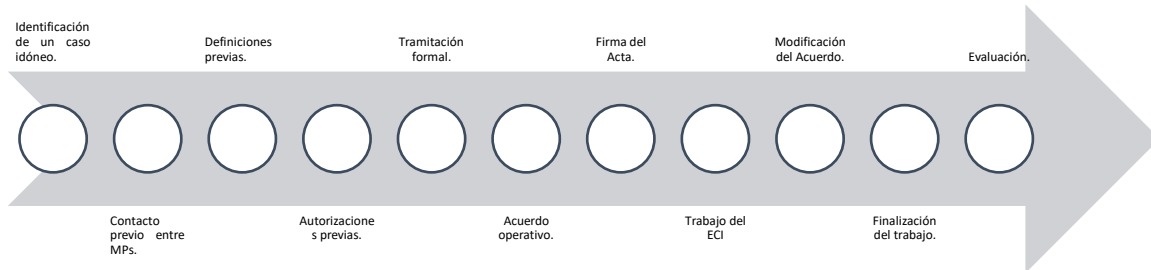 Identificación
de un caso
idóneo.
Contacto
previo entre
MPs.
Definiciones
previas.
Autorizacione
s previas.
Tramitación
formal.
Acuerdo
operativo.
Firma del
Acta.
Trabajo del
ECI
Modificación
del Acuerdo.
Finalización
del trabajo.
Evaluación.